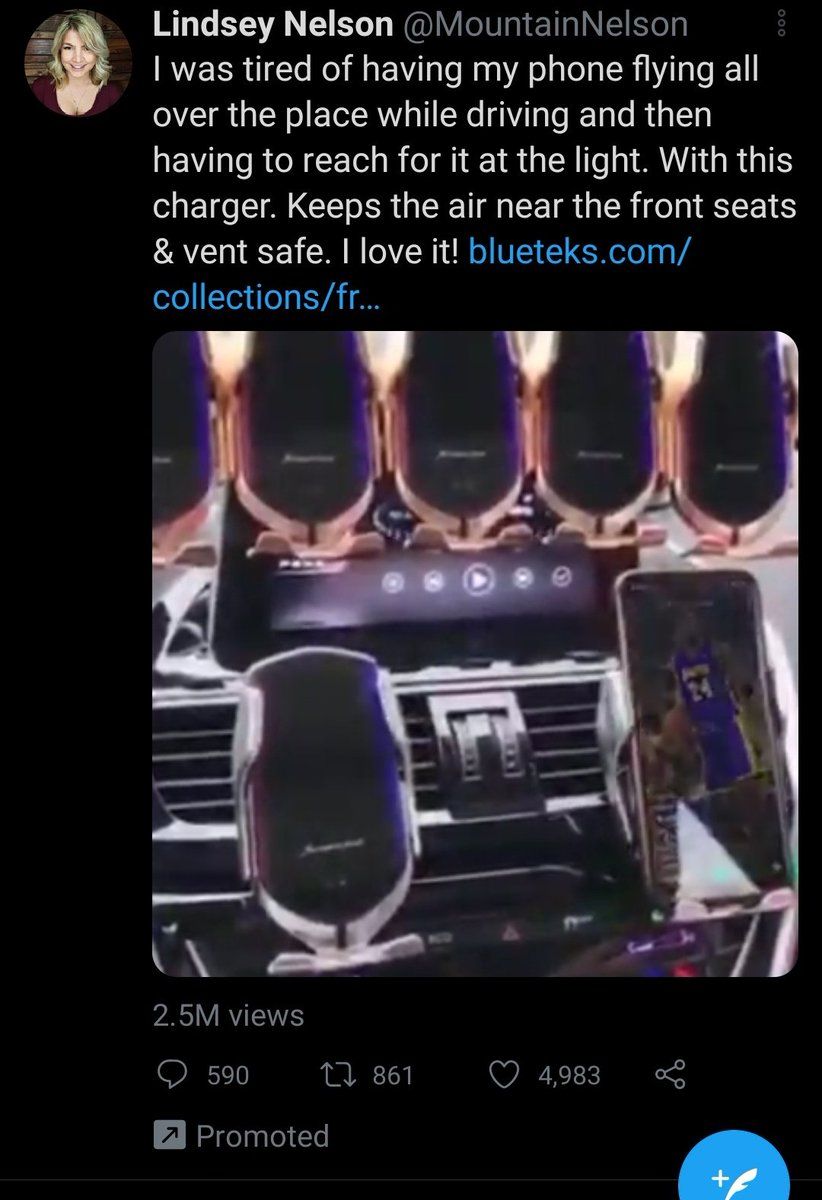 Lindsey Nelson @MountainNelson
I was tired of having my phone flying all
over the place while driving and then
having to reach for it at the light. With this
charger. Keeps the air near the front seats
& vent safe. I love it! blueteks.com/
collections/fr...
24
2.5M views
590 861 4,983
Promoted